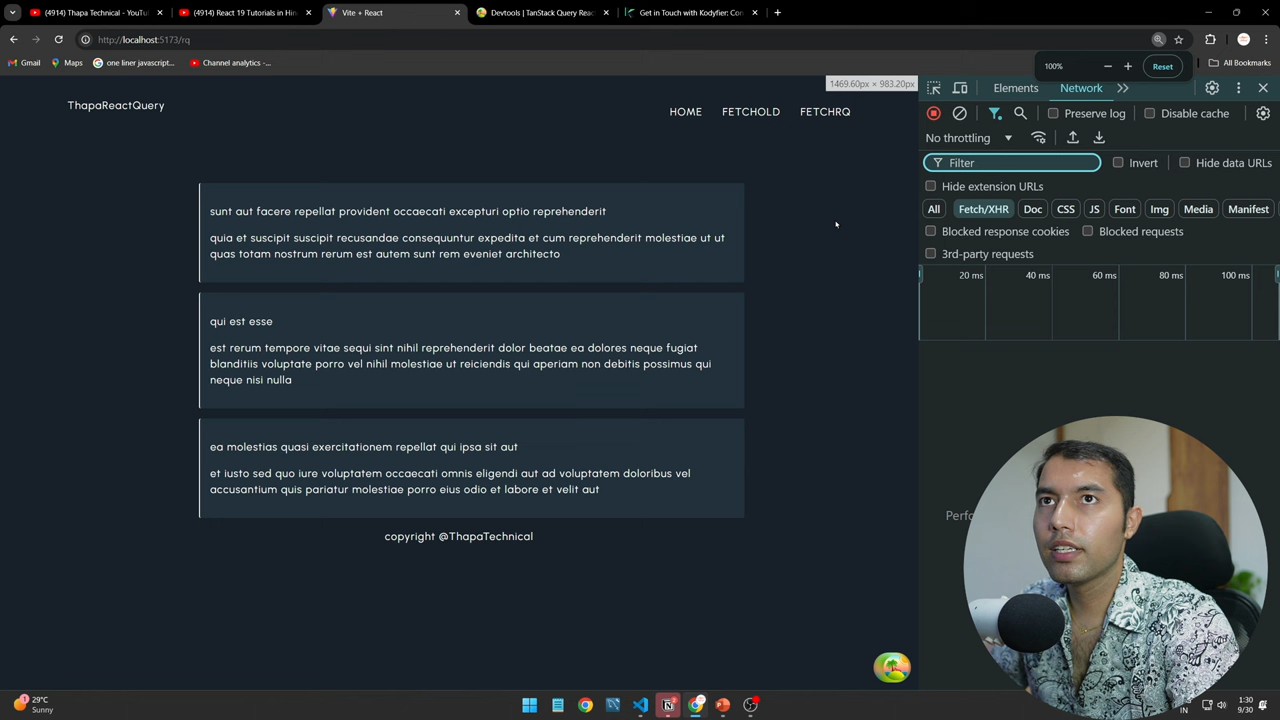 (4914) Thapa Technical - YouTu
(4914) React 19 Tutorials in Hin
Vite + React
Devtools | TanStack Query Reac
Get in Touch with Kodyfier: Con
http://localhost:5173/rq
Gmail
Maps
one liner javascript...
Channel analytics -...
100%
Reset
All Bookmarks
1469.60px × 983.20px
ThapaReactQuery
HOME
FETCHOLD
FETCHRQ
sunt aut facere repellat provident occaecati excepturi optio reprehenderit
quia et suscipit suscipit recusandae consequuntur expedita et cum reprehenderit molestiae ut ut
quas totam nostrum rerum est autem sunt rem eveniet architecto
qui est esse
est rerum tempore vitae sequi sint nihil reprehenderit dolor beatae ea dolores neque fugiat
blanditiis voluptate porro vel nihil molestiae ut reiciendis qui aperiam non debitis possimus qui
neque nisi nulla
ea molestias quasi exercitationem repellat qui ipsa sit aut
et iusto sed quo iure voluptatem occaecati omnis eligendi aut ad voluptatem doloribus vel
accusantium quis pariatur molestiae porro eius odio et labore et velit aut
copyright @ThapaTechnical
Elements
Network
Preserve log
Disable cache
No throttling
Filter
Invert
Hide data URLs
Hide extension URLs
All
Fetch/XHR
Doc
CSS
JS
Font
Img
Media
Manifest
Blocked response cookies
Blocked requests
3rd-party requests
20 ms
40 ms
60 ms
80 ms
100 ms
Perfo
29°C
Sunny
IN
1:30
9/30